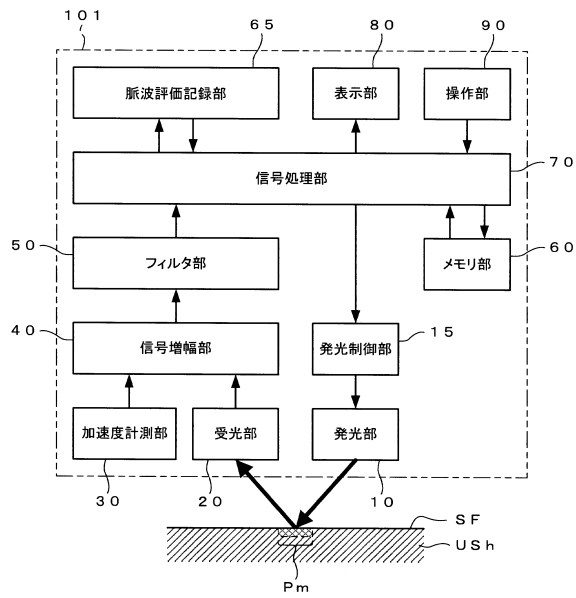 101
65
80
90
脈波評価記録部
表示部
操作部
信号処理部
70
50
フィルタ部
メモリ部
60
40
信号増幅部
発光制御部
15
加速度計測部
受光部
発光部
30
20
10
SF
USh
Pm